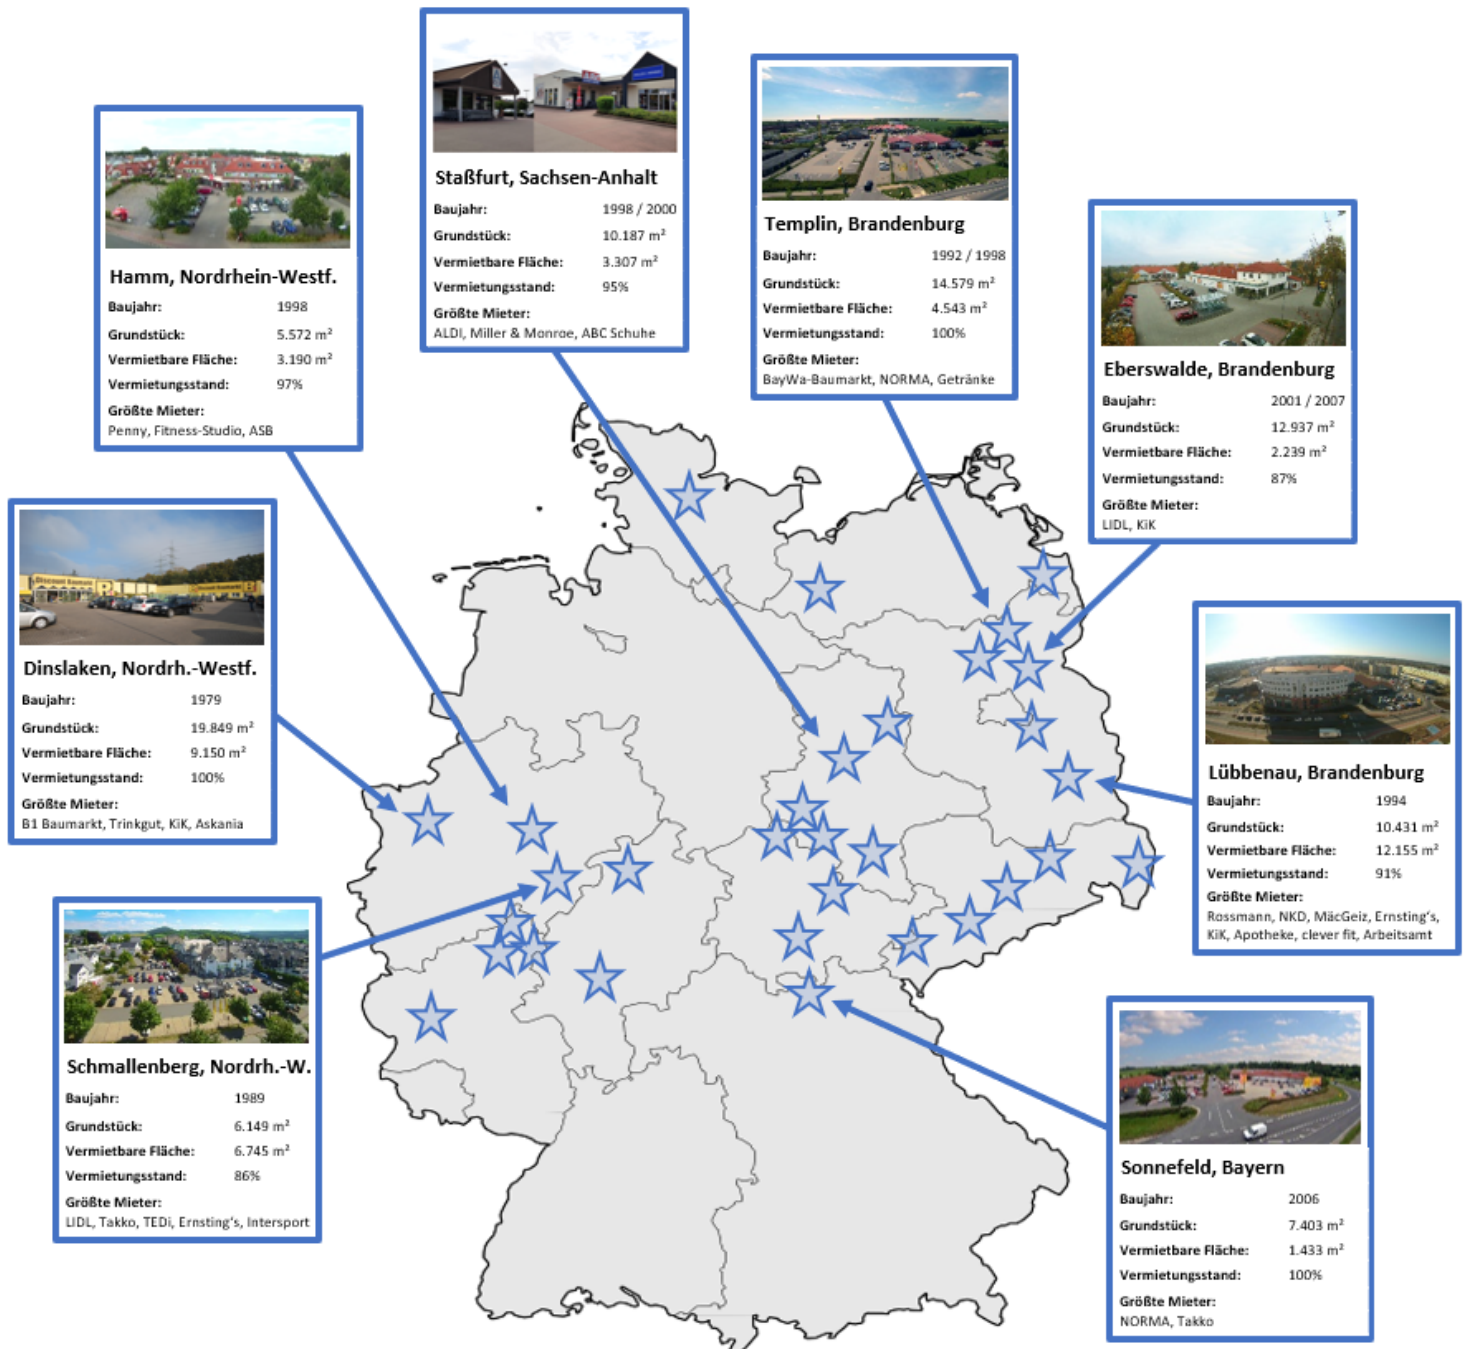 Staßfurt, Sachsen-Anhalt
Baujahr: 1998 / 2000
Grundstück: 10.187 m²
Vermietbare Fläche: 3.307 m²
Vermietungsstand: 95%
Größte Mieter:
ALDI, Miller & Monroe, ABC Schuhe
Templin, Brandenburg
Baujahr: 1992 / 1998
Grundstück: 14.579 m²
Vermietbare Fläche: 4.543 m²
Vermietungsstand: 100%
Größte Mieter:
BayWa-Baumarkt, NORMA, Getränke
Hamm, Nordrhein-Westf.
Baujahr: 1998
Grundstück: 5.572 m²
Vermietbare Fläche: 3.190 m²
Vermietungsstand: 97%
Größte Mieter:
Penny, Fitness-Studio, ASB
Eberswalde, Brandenburg
Baujahr: 2001 / 2007
Grundstück: 12.937 m²
Vermietbare Fläche: 2.239 m²
Vermietungsstand: 87%
Größte Mieter:
LIDL, KiK
Discount Baumarkt
Dinslaken, Nordrh.-Westf.
Baujahr: 1979
Grundstück: 19.849 m²
Vermietbare Fläche: 9.150 m²
Vermietungsstand: 100%
Größte Mieter:
B1 Baumarkt, Trinkgut, KiK, Askania
Lübbenau, Brandenburg
Baujahr: 1994
Grundstück: 10.431 m²
Vermietbare Fläche: 12.155 m²
Vermietungsstand: 91%
Größte Mieter:
Rossmann, NKD, MäcGeiz, Ernsting's,
KiK, Apotheke, clever fit, Arbeitsamt
Schmallenberg, Nordrh.-W.
Baujahr: 1989
Grundstück: 6.149 m²
Vermietbare Fläche: 6.745 m²
Vermietungsstand: 86%
Größte Mieter:
LIDL, Takko, TEDi, Ernsting's, Intersport
Sonnefeld, Bayern
Baujahr: 2006
Grundstück: 7.403 m²
Vermietbare Fläche: 1.433 m²
Vermietungsstand: 100%
Größte Mieter:
NORMA, Takko